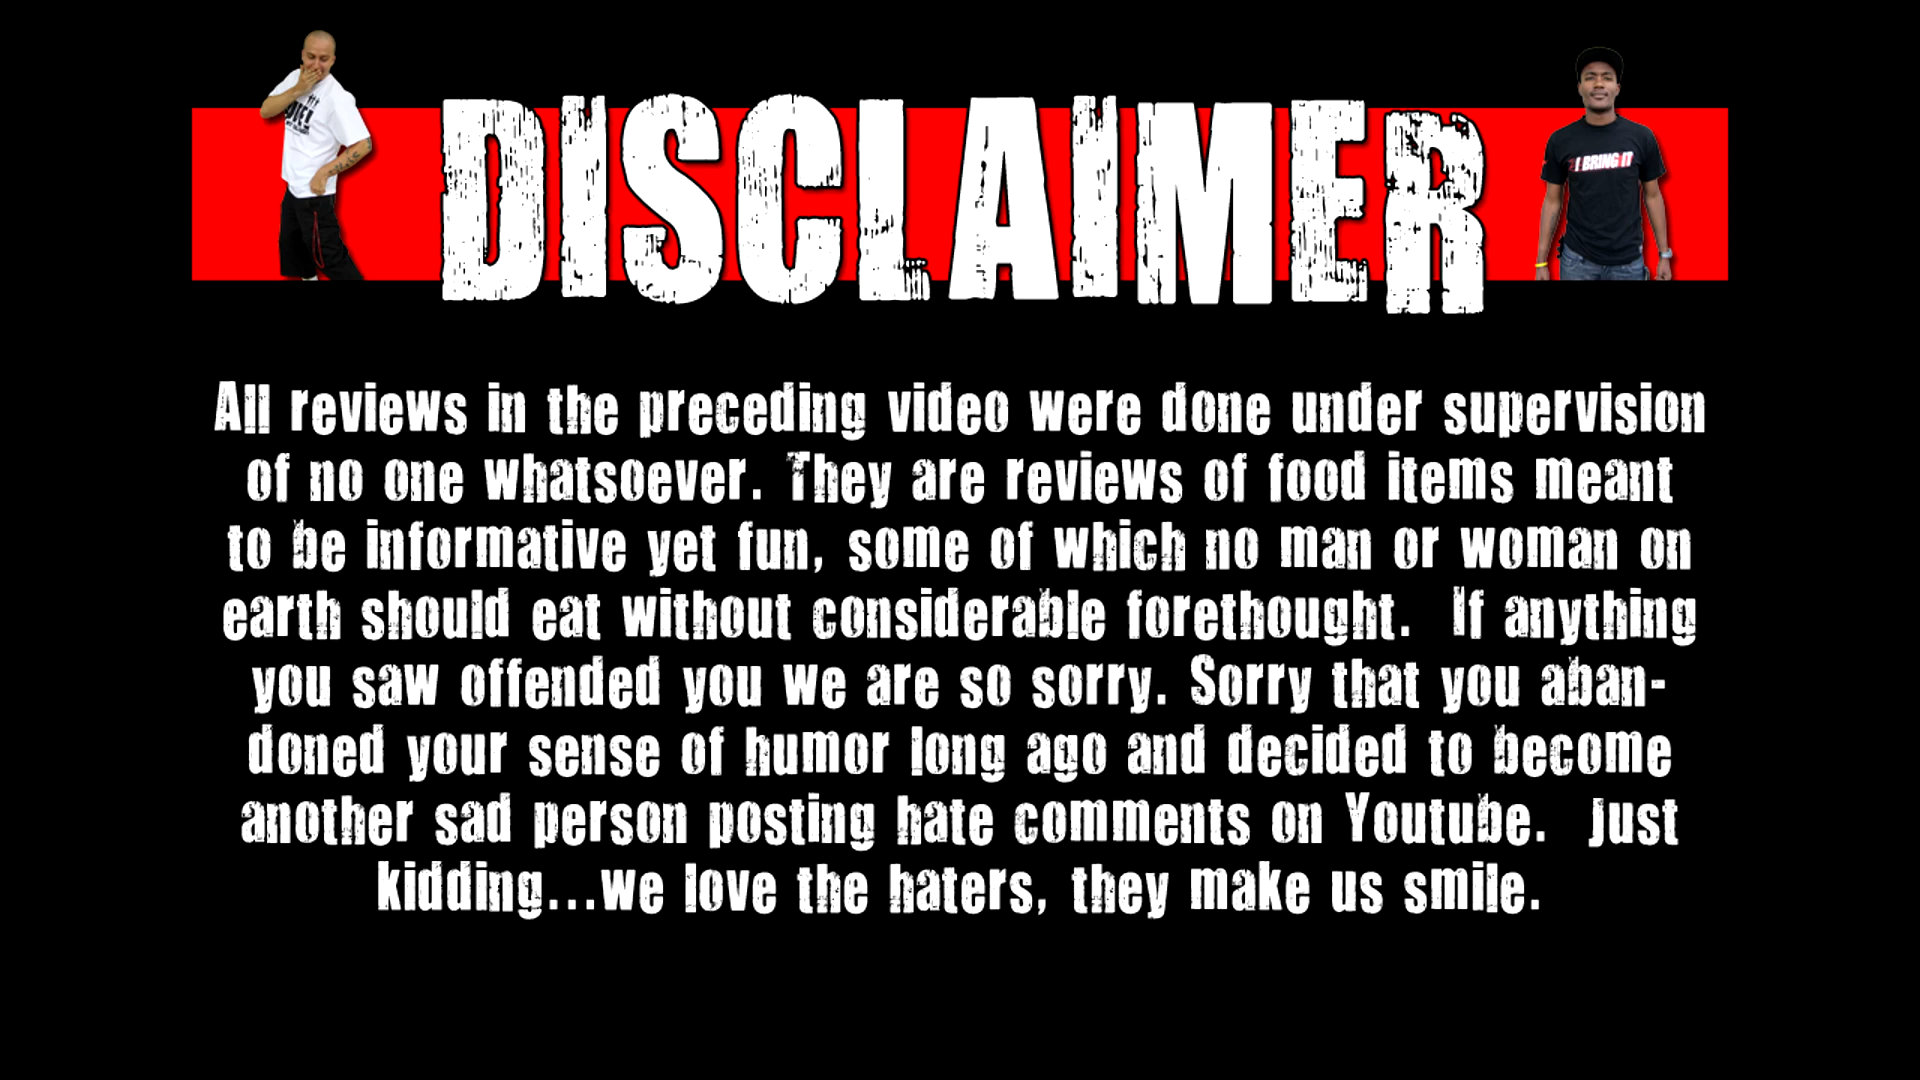 DIE!
DISCLAIMER
I BRING IT
All reviews in the preceding video were done under supervision
of no one whatsoever. They are reviews of food items meant
to be informative yet fun, some of which no man or woman on
earth should eat without considerable forethought.  If anything
you saw offended you we are so sorry. Sorry that you aban-
doned your sense of humor long ago and decided to become
another sad person posting hate comments on Youtube.  Just
kidding...we love the haters, they make us smile.